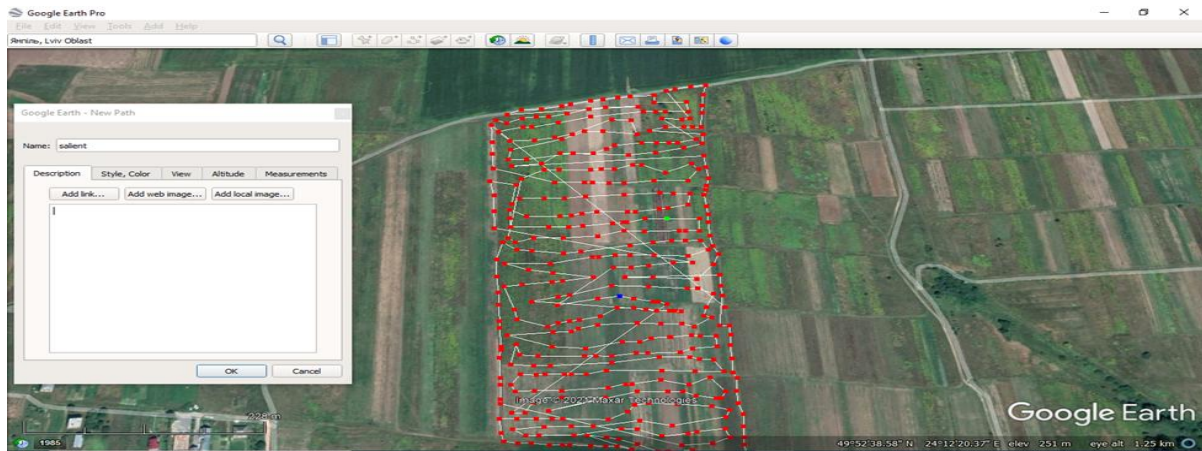 Google Earth Pro
File Edit View Tools Add Help
Ямпіль, Lviv Oblast
Google Earth - New Path
Name: salient
Description Style, Color View Altitude Measurements
Add link... Add web image... Add local image...
OK Cancel
Image © 2021 Maxar Technologies
228 m
Google Earth
1985
49°52'38.58" N 24°12'20.37" E elev 251 m eye alt 1.25 km